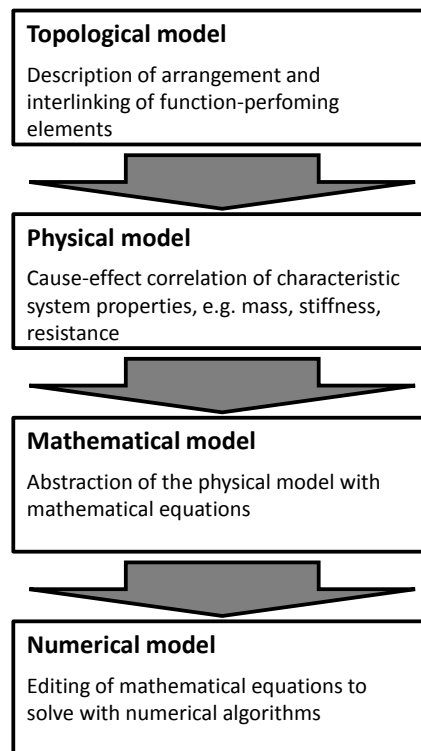 Topological model
Description of arrangement and
interlinking of function-perfoming
elements
Physical model
Cause-effect correlation of characteristic
system properties, e.g. mass, stiffness,
resistance
Mathematical model
Abstraction of the physical model with
mathematical equations
Numerical model
Editing of mathematical equations to
solve with numerical algorithms